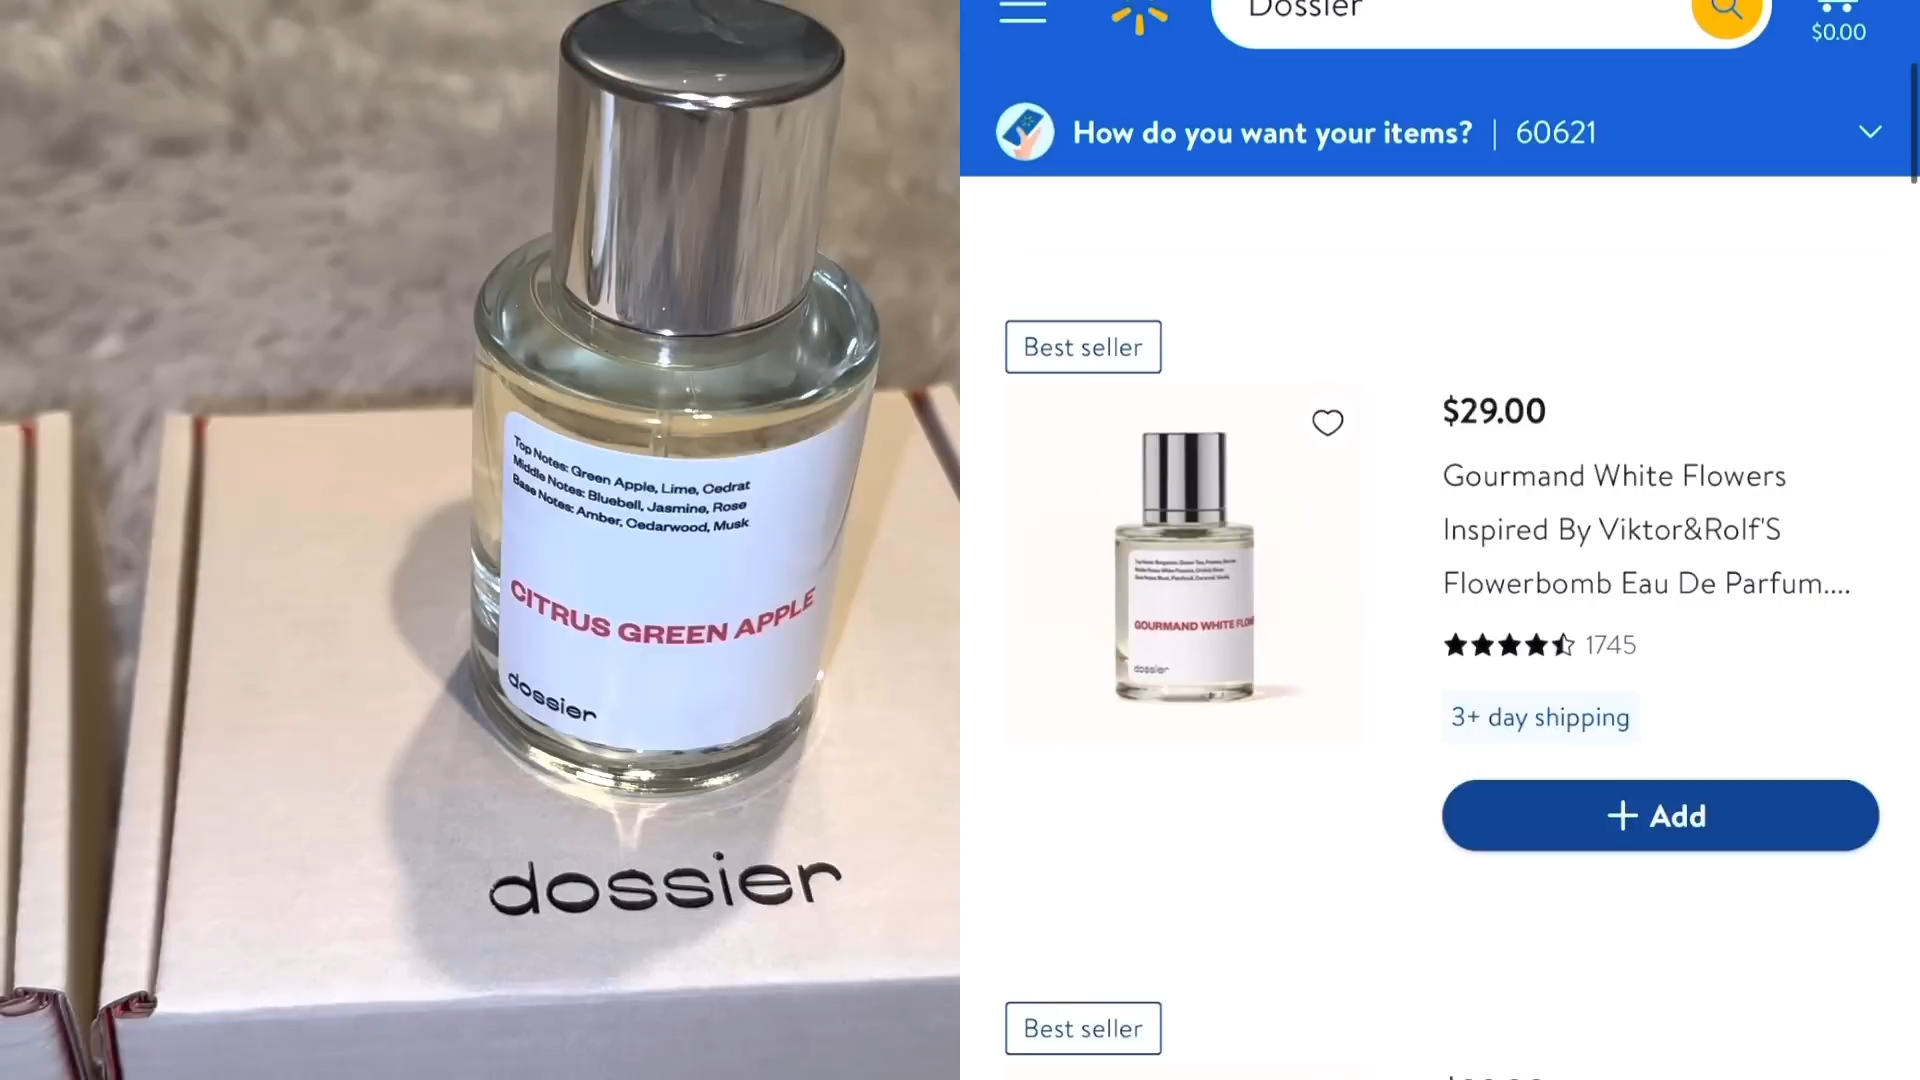 Top Notes: Green Apple, Lime, Cedrat
Middle Notes: Bluebell, Jasmine, Rose
Base Notes: Amber, Cedarwood, Musk
CITRUS GREEN APPLE
dossier
dossier
Dossier
$0.00
How do you want your items? | 60621
Best seller
$29.00
Gourmand White Flowers
Inspired By Viktor&Rolf'S
Flowerbomb Eau De Parfum....
1745
3+ day shipping
+ Add
GOURMAND WHITE FLOW
dossier
Best seller